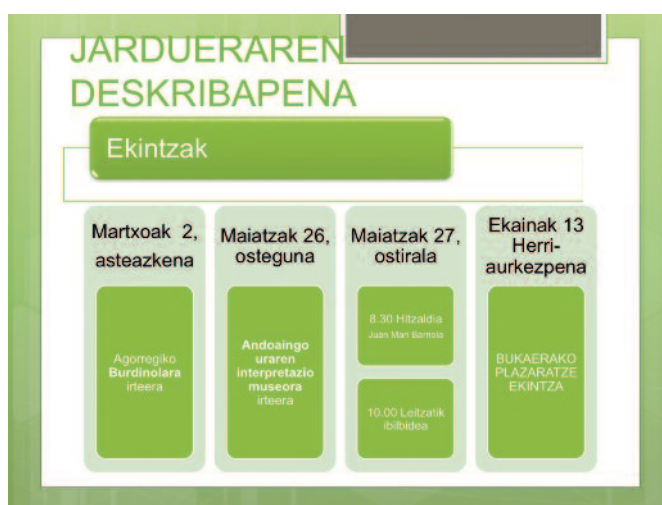 JARDUERAREN
DESKRIBAPENA
Ekintzak
Martxoak 2,
asteazkena
Agorregiko
Burdinolara
irteera
Maiatzak 26,
osteguna
Andoaingo
uraren
interpretazio
museora
irteera
Maiatzak 27,
ostirala
8.30 Hitzaldia
Juan Mari
10.00 Leitzatik
ibilbidea
Ekainak 13
Herri-
aurkezpena
BUKAERAKO
PLAZARATZE
EKINTZA